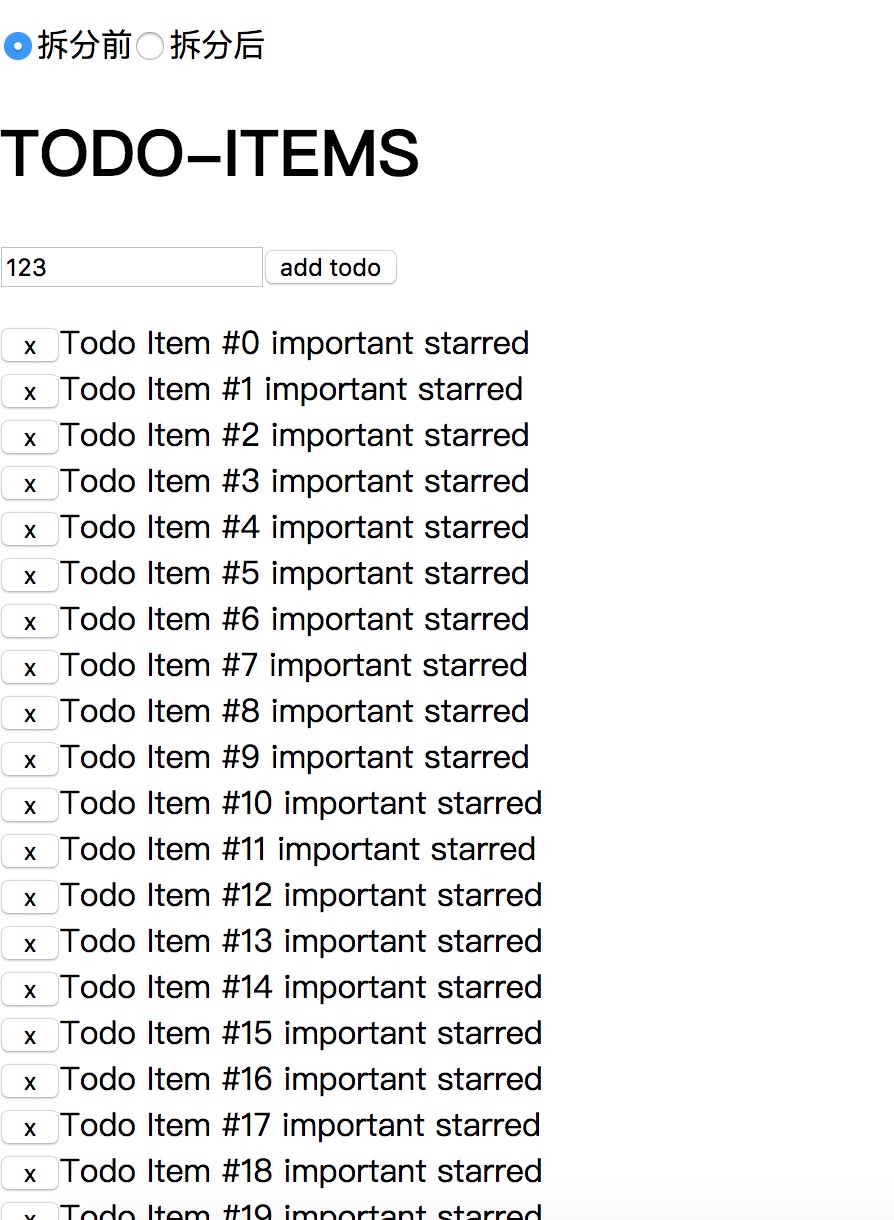 拆分前 拆分后
TODO-ITEMS
123 add todo
x Todo Item #0 important starred
x Todo Item #1 important starred
x Todo Item #2 important starred
x Todo Item #3 important starred
x Todo Item #4 important starred
x Todo Item #5 important starred
x Todo Item #6 important starred
x Todo Item #7 important starred
x Todo Item #8 important starred
x Todo Item #9 important starred
x Todo Item #10 important starred
x Todo Item #11 important starred
x Todo Item #12 important starred
x Todo Item #13 important starred
x Todo Item #14 important starred
x Todo Item #15 important starred
x Todo Item #16 important starred
x Todo Item #17 important starred
x Todo Item #18 important starred
x Todo Item #19 important starred